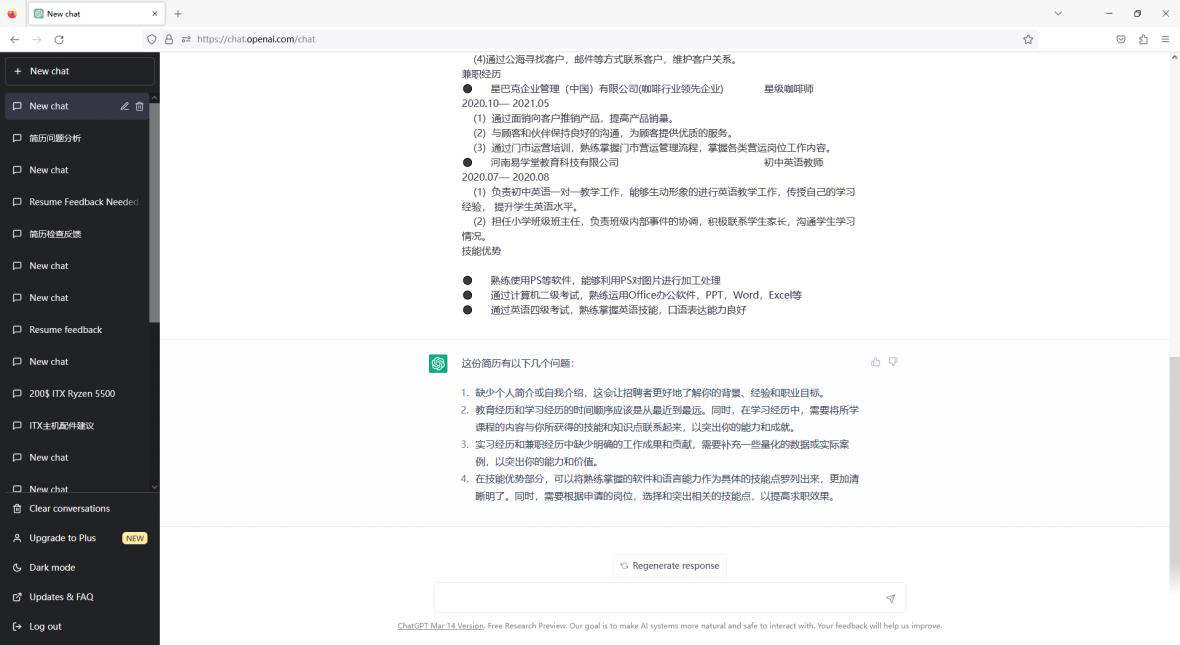 New chat
https://chat.openai.com/chat
New chat
New chat
简历问题分析
New chat
Resume Feedback Needed.
简历检查反馈
New chat
New chat
Resume feedback
New chat
200$ ITX Ryzen 5500
ITX主机配件建议
New chat
New chat
Clear conversations
Upgrade to Plus NEW
Dark mode
Updates & FAQ
Log out
(4)通过公海寻找客户，邮件等方式联系客户，维护客户关系。
兼职经历
● 星巴克企业管理（中国）有限公司(咖啡行业领先企业) 星级咖啡师
2020.10— 2021.05
(1) 通过面销向客户推销产品，提高产品销量。
(2) 与顾客和伙伴保持良好的沟通，为顾客提供优质的服务。
(3) 通过门市运营培训，熟练掌握门市营运管理流程，掌握各类营运岗位工作内容。
● 河南易学堂教育科技有限公司 初中英语教师
2020.07— 2020.08
(1) 负责初中英语一对一教学工作，能够生动形象的进行英语教学工作，传授自己的学习
经验， 提升学生英语水平。
(2) 担任小学班级班主任，负责班级内部事件的协调，积极联系学生家长，沟通学生学习
情况。
技能优势
● 熟练使用PS等软件，能够利用PS对图片进行加工处理
● 通过计算机二级考试，熟练运用Office办公软件，PPT，Word，Excel等
● 通过英语四级考试，熟练掌握英语技能，口语表达能力良好
这份简历有以下几个问题：
1. 缺少个人简介或自我介绍，这会让招聘者更好地了解你的背景、经验和职业目标。
2. 教育经历和学习经历的时间顺序应该是从最近到最远。同时，在学习经历中，需要将所学
课程的内容与你所获得的技能和知识点联系起来，以突出你的能力和成就。
3. 实习经历和兼职经历中缺少明确的工作成果和贡献，需要补充一些量化的数据或实际案
例，以突出你的能力和价值。
4. 在技能优势部分，可以将熟练掌握的软件和语言能力作为具体的技能点罗列出来，更加清
晰明了。同时，需要根据申请的岗位，选择和突出相关的技能点，以提高求职效果。
Regenerate response
ChatGPT Mar 14 Version. Free Research Preview. Our goal is to make AI systems more natural and safe to interact with. Your feedback will help us improve.